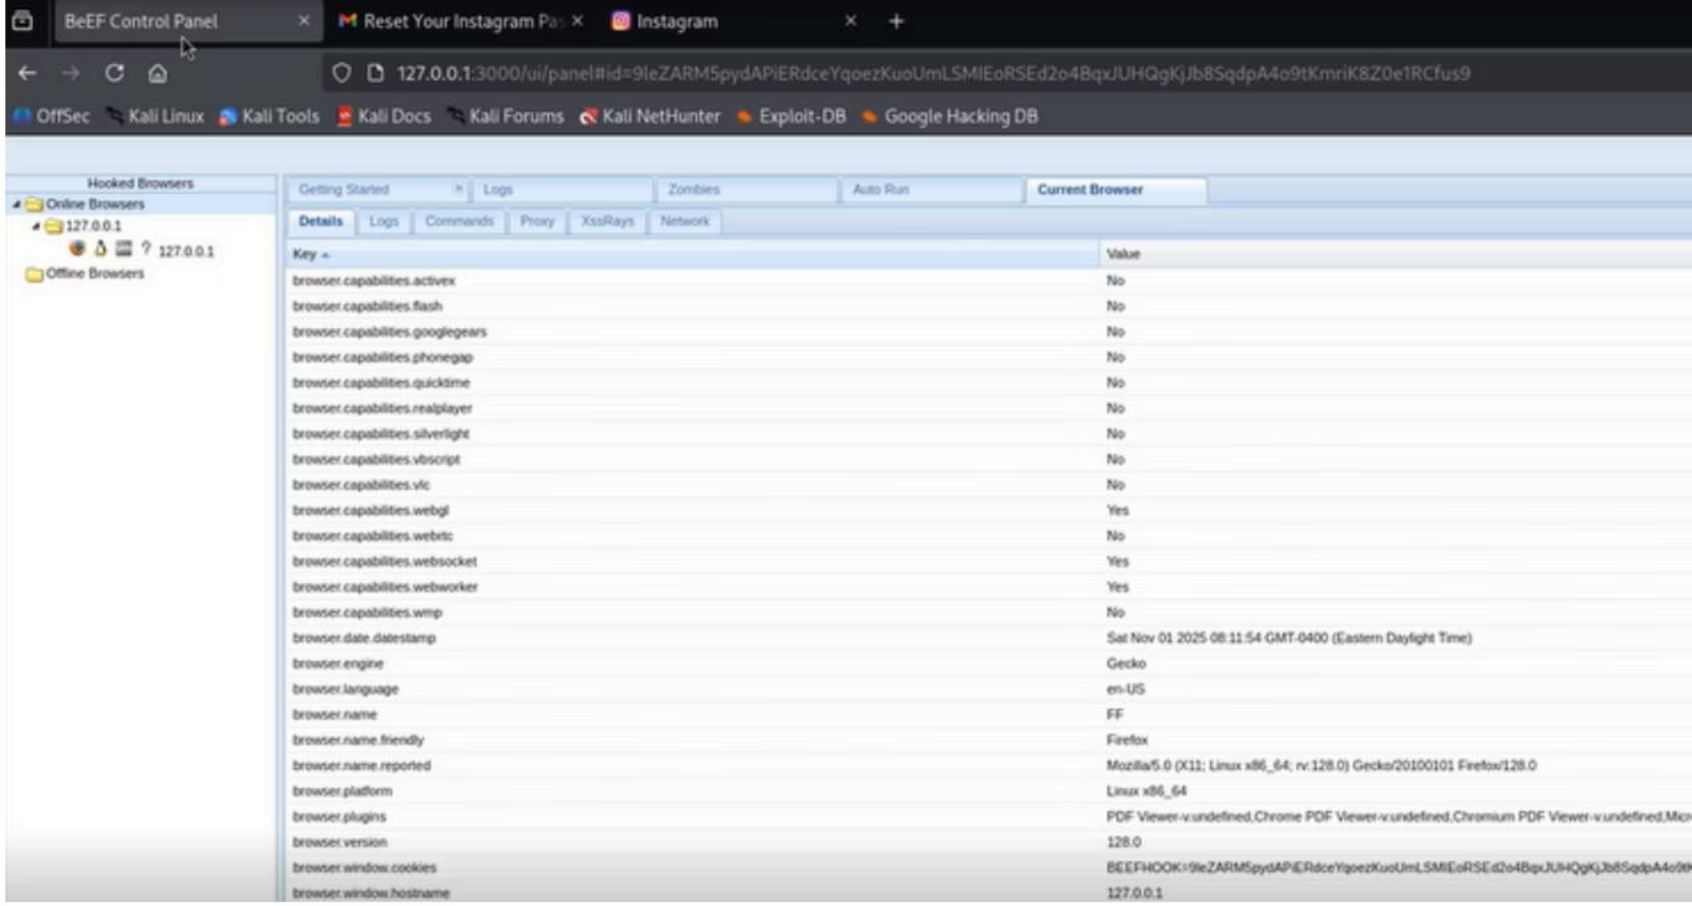 BeEF Control Panel Reset Your Instagram Pas Instagram
127.0.0.1:3000/ui/panel#id=9leZARM5pydAPiERdceYqoezKuoUmLSMIEoRSEd2o4BqxJUHQgKjJb8SqdpA4o9tKmriK8Z0e1RCfus9
OffSec Kali Linux Kali Tools Kali Docs Kali Forums Kali NetHunter Exploit-DB Google Hacking DB
Hooked Browsers
Online Browsers
127.0.0.1
? 127.0.0.1
Offline Browsers
Getting Started Logs Zombies Auto Run Current Browser
Details Logs Commands Proxy XssRays Network
Key Value
browser.capabilities.activex No
browser.capabilities.flash No
browser.capabilities.googlegears No
browser.capabilities.phonegap No
browser.capabilities.quicktime No
browser.capabilities.realplayer No
browser.capabilities.silverlight No
browser.capabilities.vbscript No
browser.capabilities.vlc No
browser.capabilities.webgl Yes
browser.capabilities.webrtc No
browser.capabilities.websocket Yes
browser.capabilities.webworker Yes
browser.capabilities.wmp No
browser.date.datestamp Sat Nov 01 2025 08:11:54 GMT-0400 (Eastern Daylight Time)
browser.engine Gecko
browser.language en-US
browser.name FF
browser.name.friendly Firefox
browser.name.reported Mozilla/5.0 (X11; Linux x86_64; rv:128.0) Gecko/20100101 Firefox/128.0
browser.platform Linux x86_64
browser.plugins PDF Viewer-v.undefined,Chrome PDF Viewer-v.undefined,Chromium PDF Viewer-v.undefined,Micr
browser.version 128.0
browser.window.cookies BEEFHOOK=9leZARM5pydAPiERdceYqoezKuoUmLSMIEoRSEd2o4BqxJUHQgKjJb8SqdpA4o9tK
browser.window.hostname 127.0.0.1